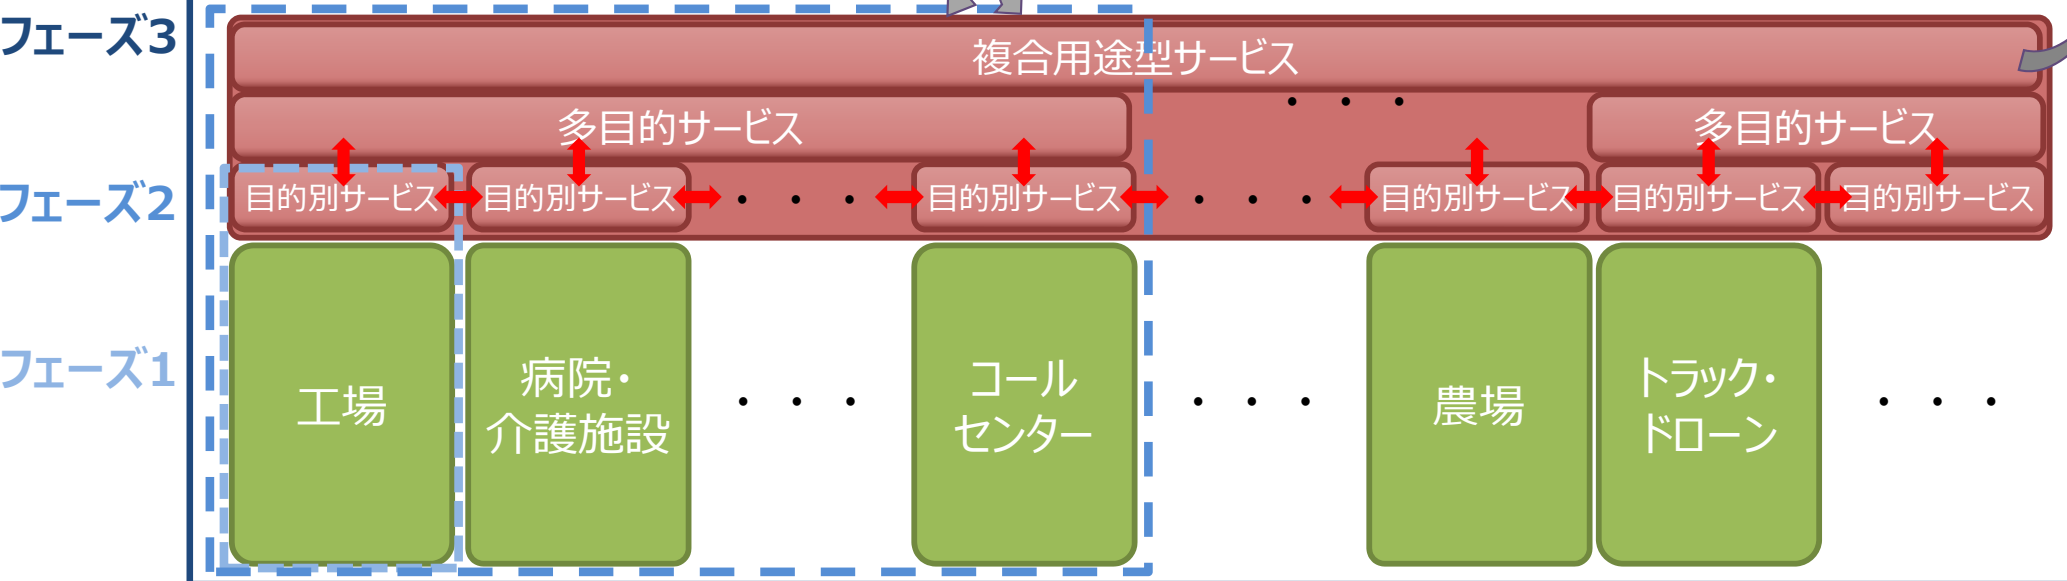 フェーズ3
複合用途型サービス
・・・
多目的サービス
多目的サービス
フェーズ2
目的別サービス
目的別サービス
・・・
目的別サービス
・・・
目的別サービス
目的別サービス
目的別サービス
フェーズ1
工場
病院・
介護施設
・・・
コール
センター
・・・
農場
トラック・
ドローン
・・・